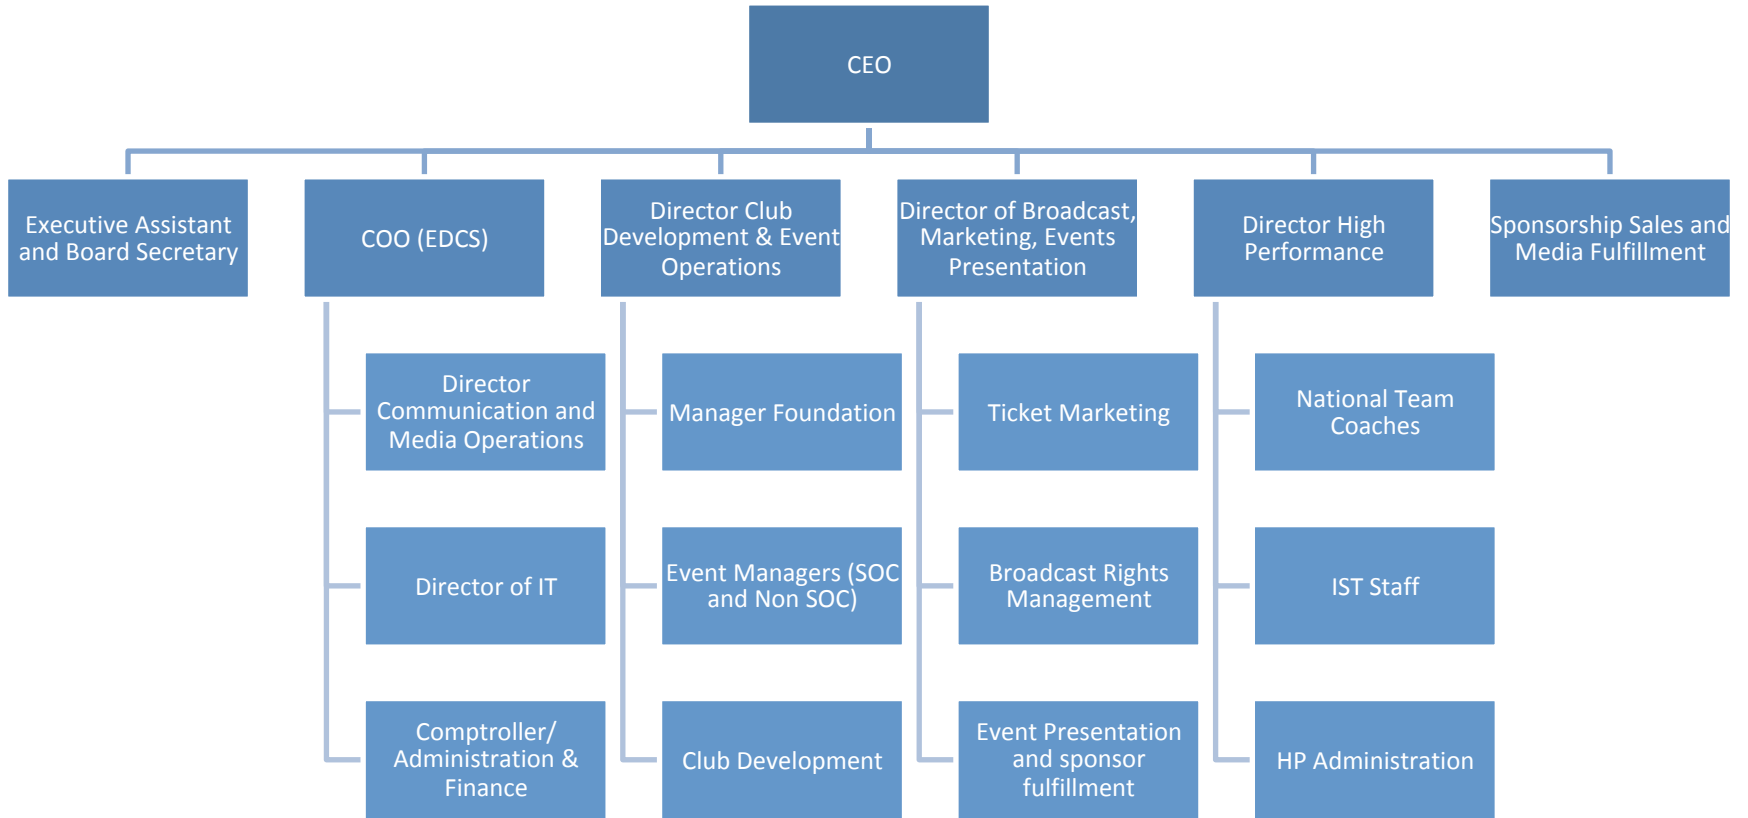 CEO
Executive Assistant
and Board Secretary
COO (EDCS)
Director Club
Development & Event
Operations
Director of Broadcast,
Marketing, Events
Presentation
Director High
Performance
Sponsorship Sales and
Media Fulfillment
Director
Communication and
Media Operations
Manager Foundation
Ticket Marketing
National Team
Coaches
Director of IT
Event Managers (SOC
and Non SOC)
Broadcast Rights
Management
IST Staff
Comptroller/
Administration &
Finance
Club Development
Event Presentation
and sponsor
fulfillment
HP Administration